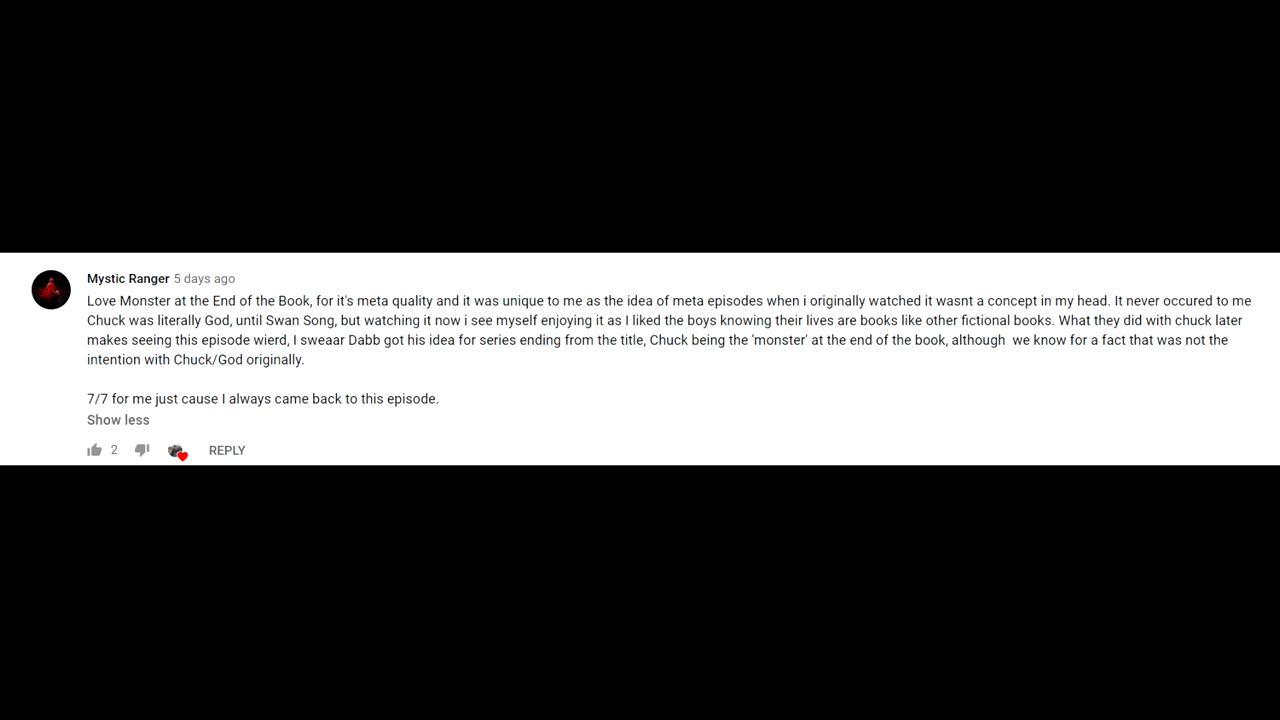 Mystic Ranger 5 days ago
Love Monster at the End of the Book, for it's meta quality and it was unique to me as the idea of meta episodes when i originally watched it wasnt a concept in my head. It never occured to me
Chuck was literally God, until Swan Song, but watching it now i see myself enjoying it as I liked the boys knowing their lives are books like other fictional books. What they did with chuck later
makes seeing this episode wierd, I sweaar Dabb got his idea for series ending from the title, Chuck being the 'monster' at the end of the book, although  we know for a fact that was not the
intention with Chuck/God originally.
7/7 for me just cause I always came back to this episode.
Show less
2 REPLY